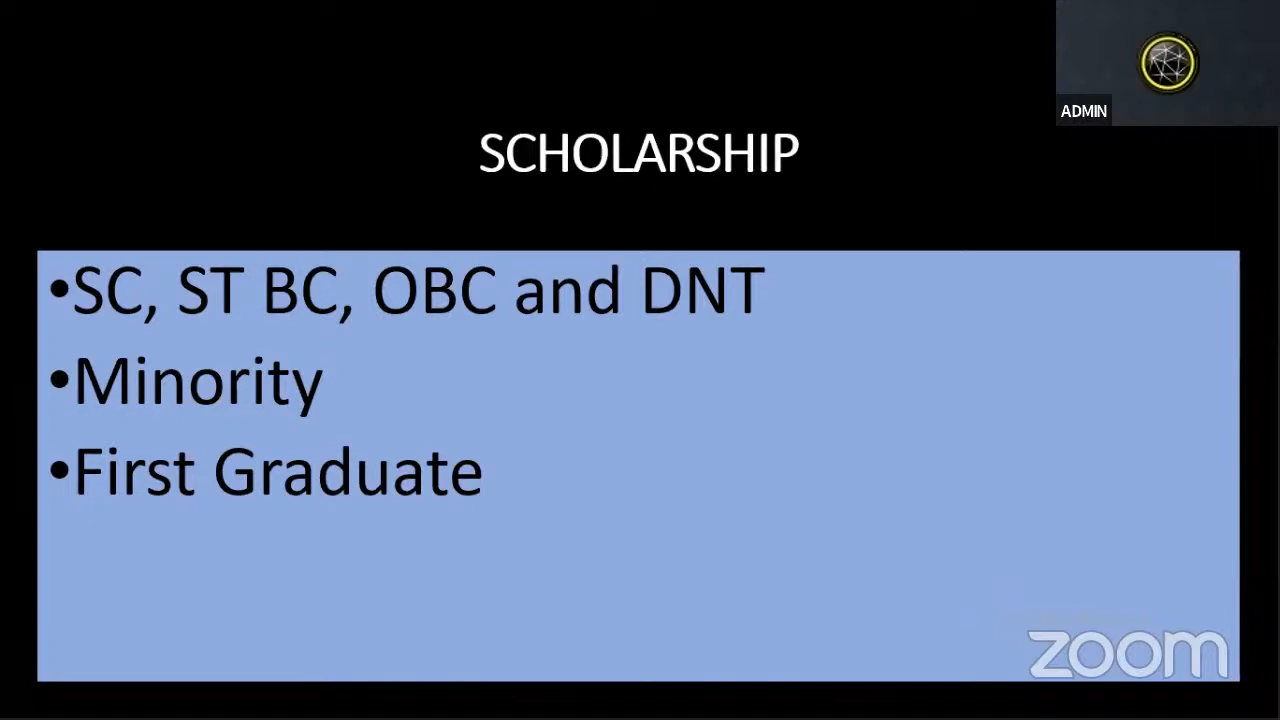 ADMIN
SCHOLARSHIP
•SC, ST BC, OBC and DNT
•Minority
•First Graduate
zoom